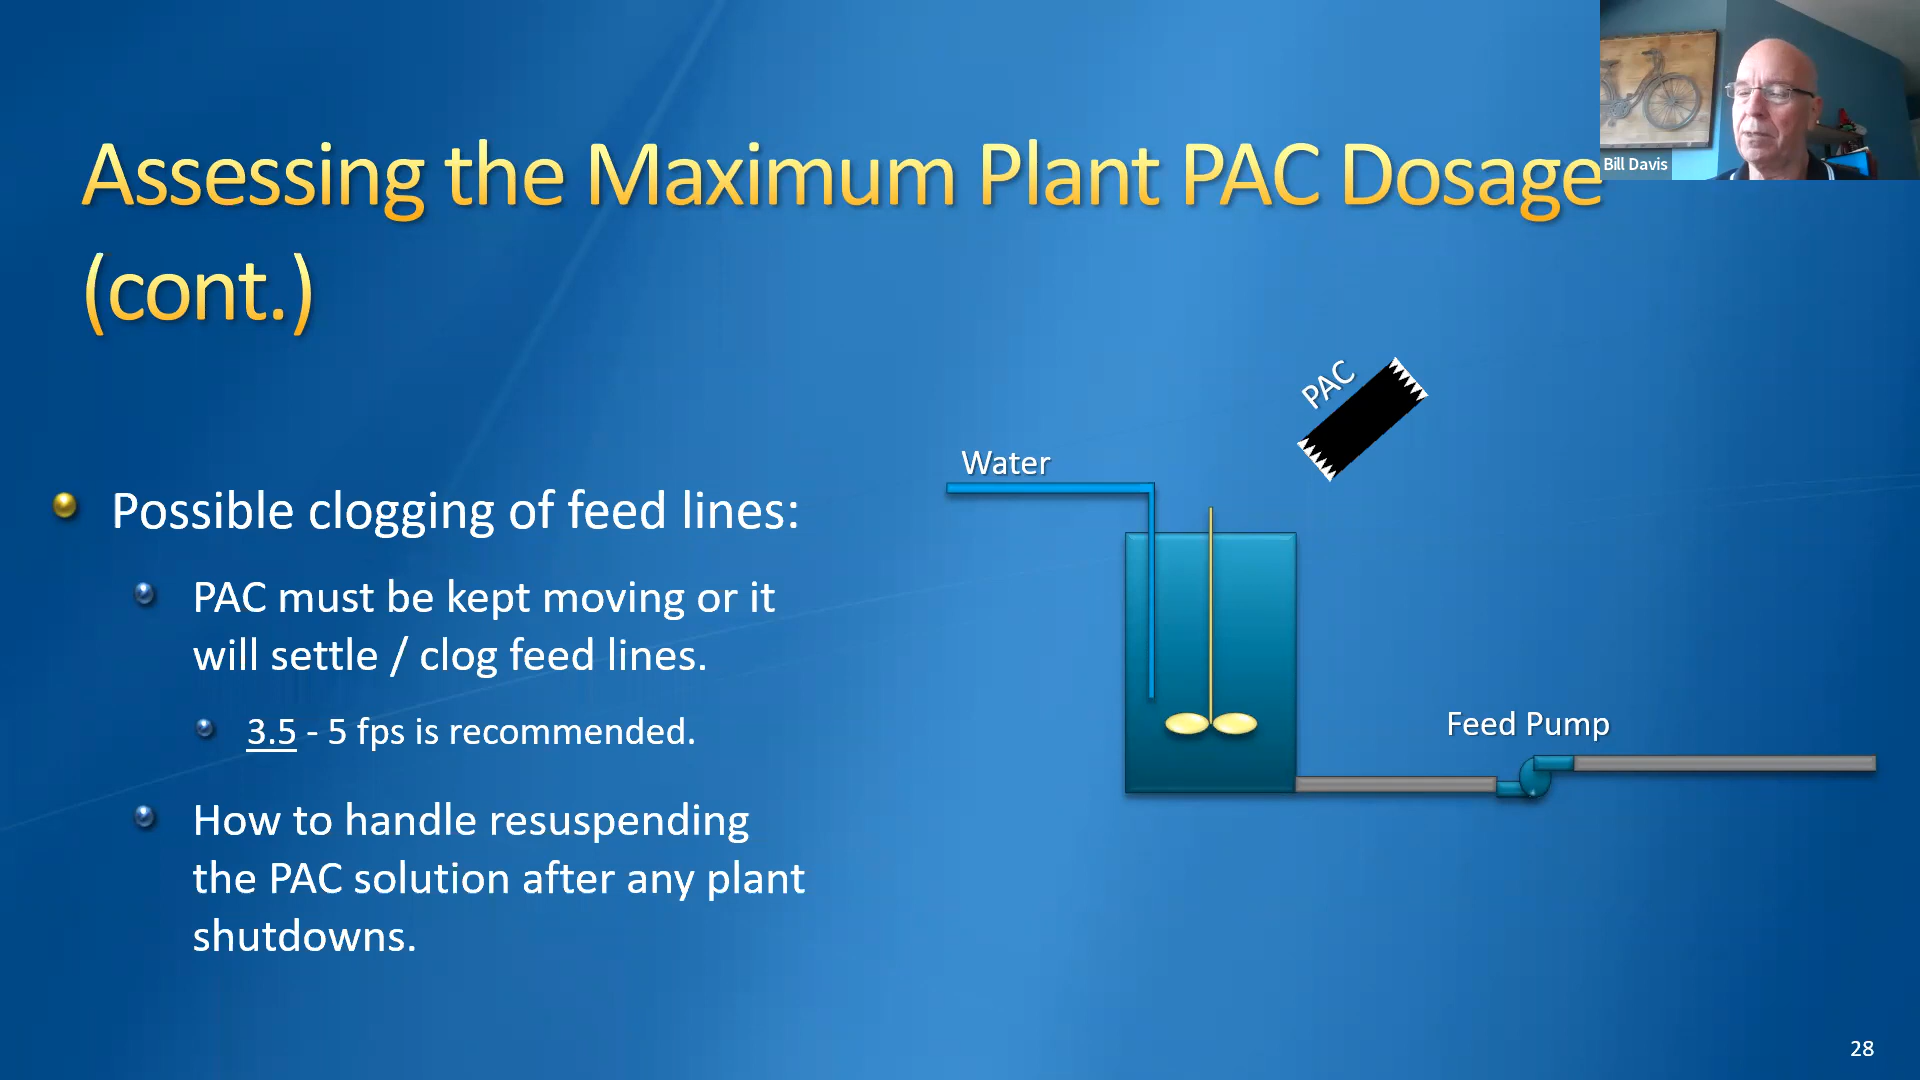 Bill Davis
Assessing the Maximum Plant PAC Dosage
(cont.)
Possible clogging of feed lines:
PAC must be kept moving or it
will settle / clog feed lines.
3.5 - 5 fps is recommended.
How to handle resuspending
the PAC solution after any plant
shutdowns.
PAC
Water
Feed Pump
28